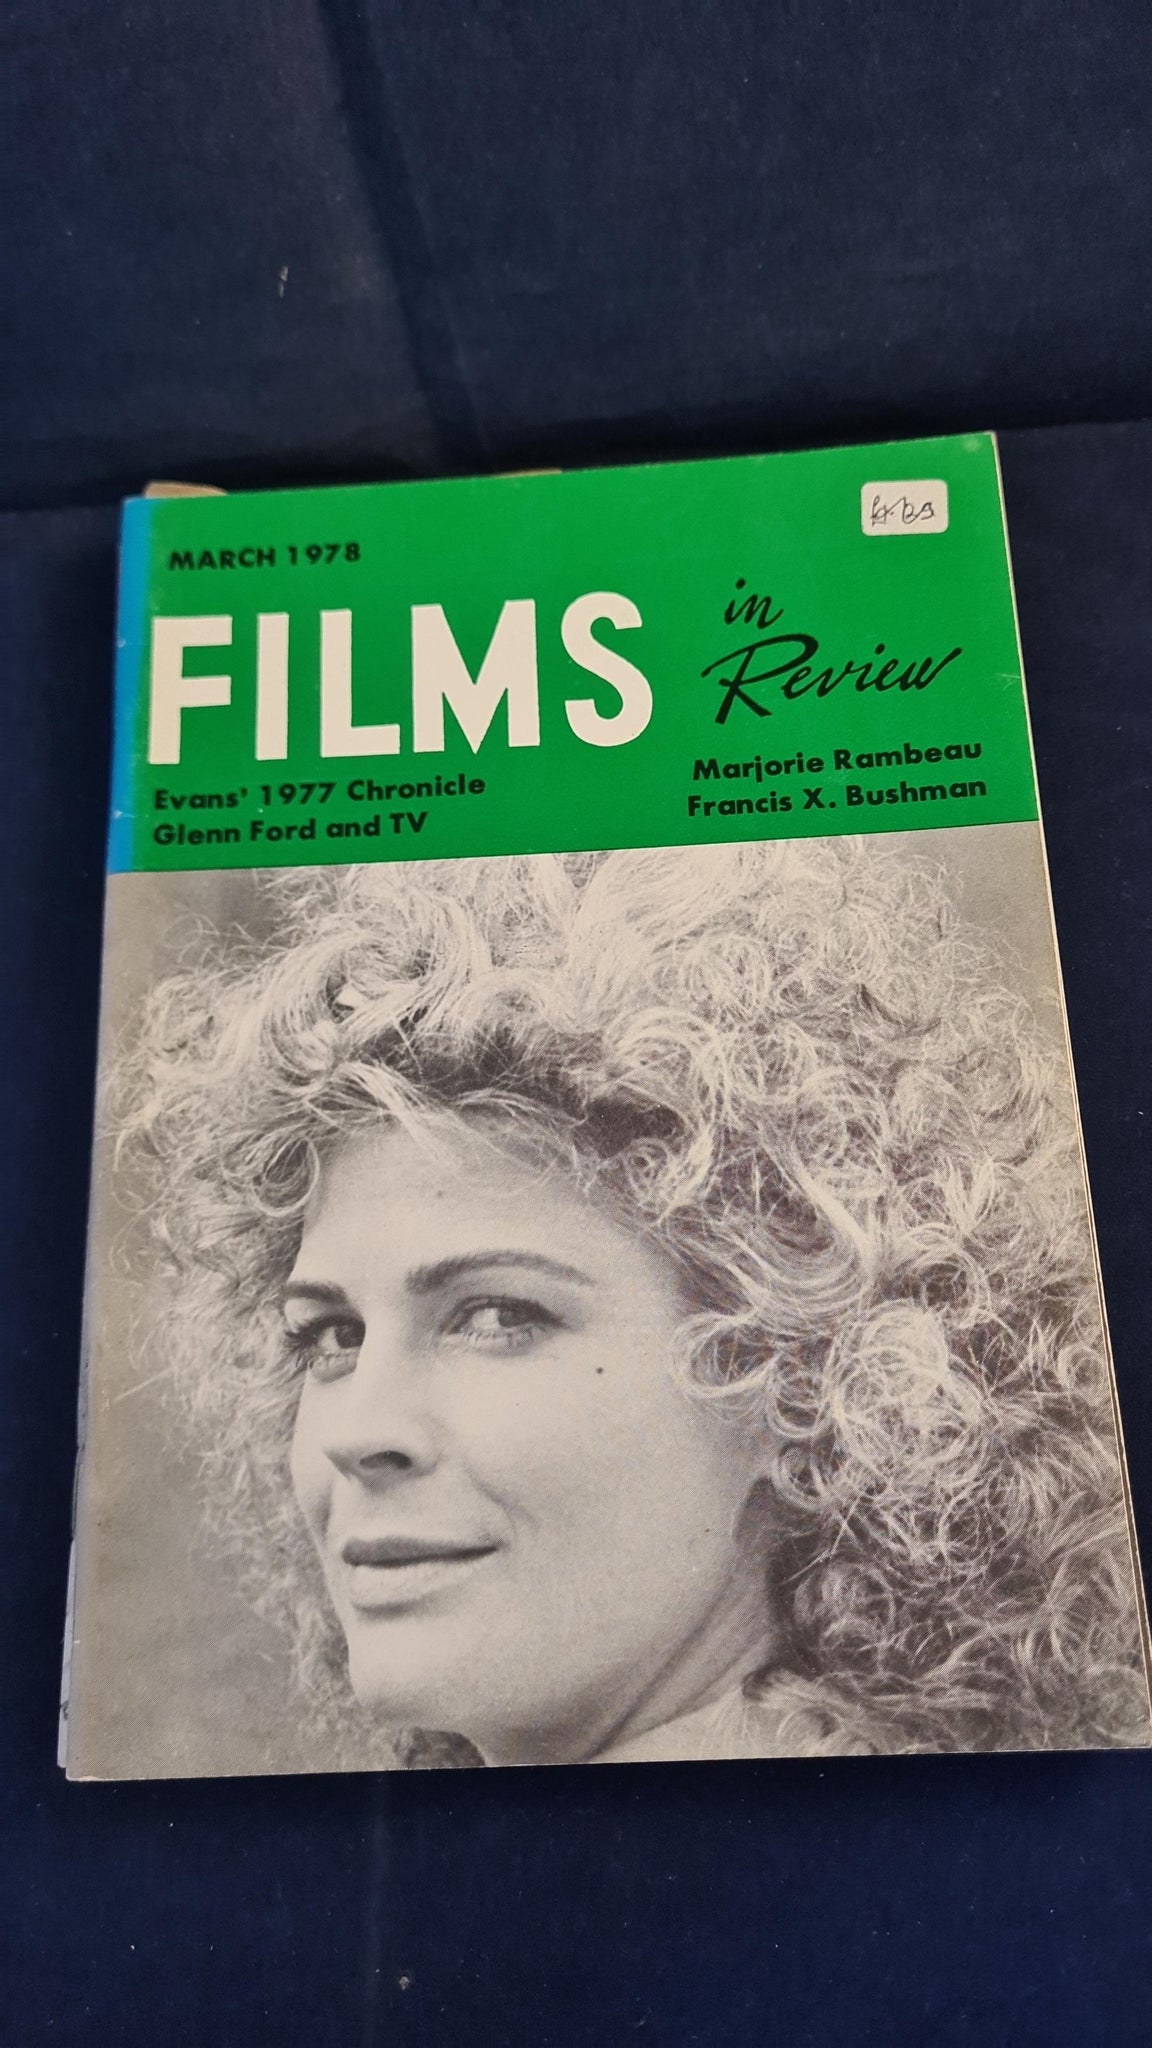 MARCH 1978
FILMS
in
Review
Evans' 1977 Chronicle
Glenn Ford and TV
Marjorie Rambeau
Francis X. Bushman